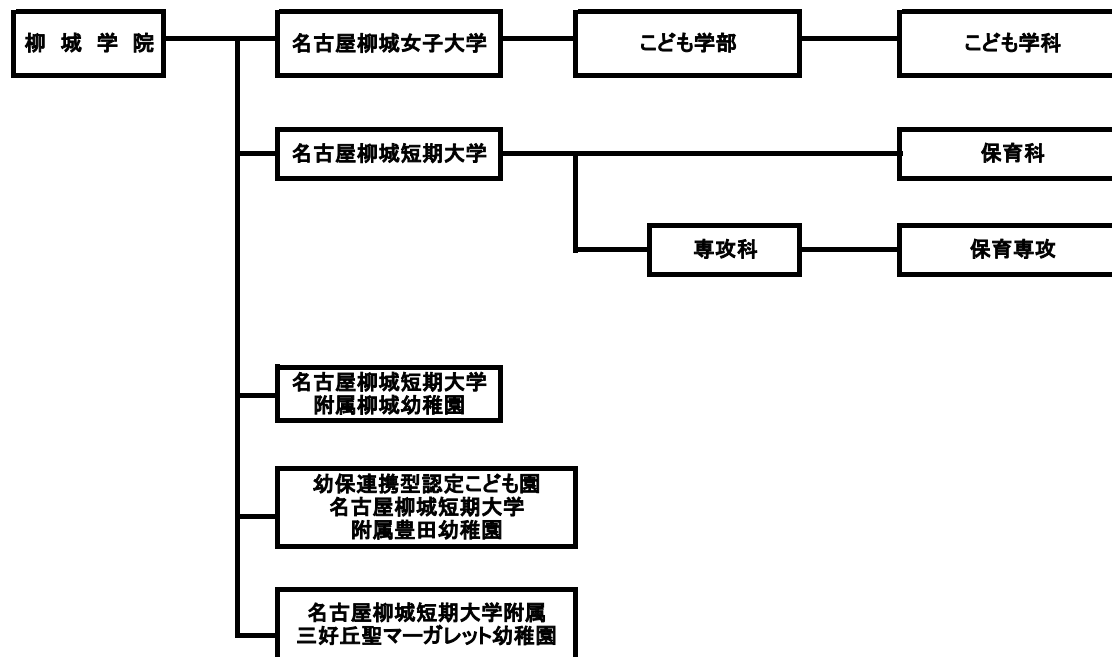 柳 城 学 院
名古屋柳城女子大学
こども学部
こども学科
名古屋柳城短期大学
保育科
専攻科
保育専攻
名古屋柳城短期大学
附属柳城幼稚園
幼保連携型認定こども園
名古屋柳城短期大学
附属豊田幼稚園
名古屋柳城短期大学附属
三好丘聖マーガレット幼稚園